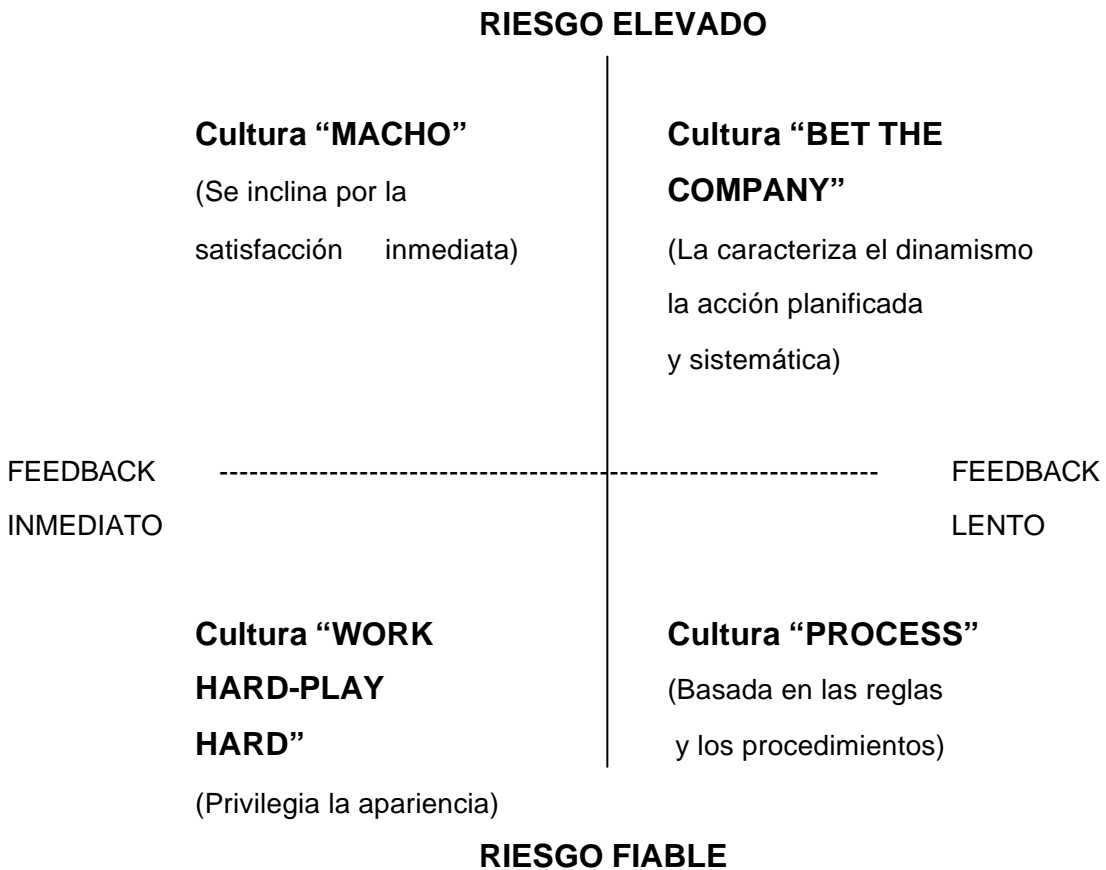 RIESGO ELEVADO
Cultura “MACHO”
(Se inclina por la
satisfacción inmediata)
Cultura “BET THE
COMPANY”
(La caracteriza el dinamismo
la acción planificada
y sistemática)
FEEDBACK
INMEDIATO
FEEDBACK
LENTO
Cultura “WORK
HARD-PLAY
HARD”
(Privilegia la apariencia)
Cultura “PROCESS”
(Basada en las reglas
y los procedimientos)
RIESGO FIABLE